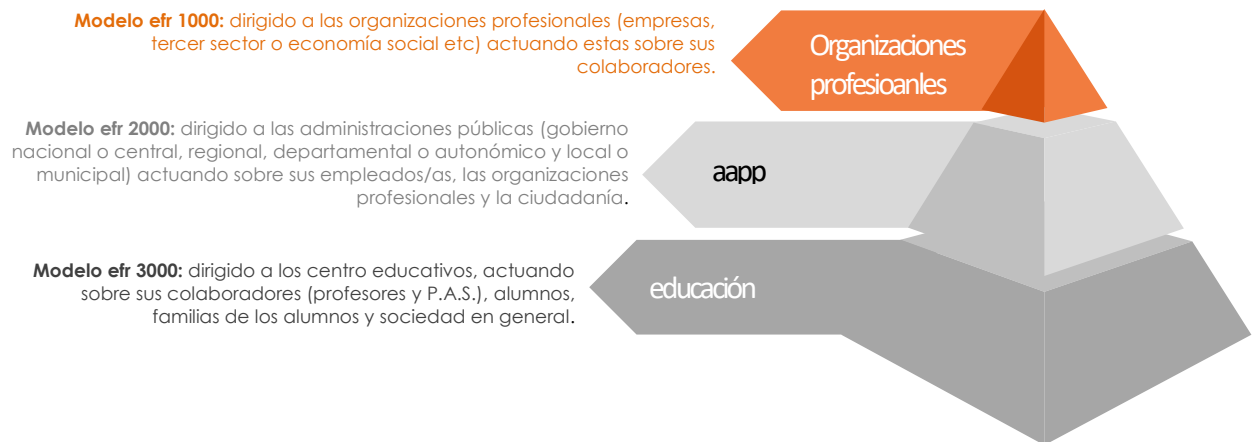 Modelo efr 1000: dirigido a las organizaciones profesionales (empresas,
tercer sector o economía social etc) actuando estas sobre sus
colaboradores.
Organizaciones
profesioanles
Modelo efr 2000: dirigido a las administraciones públicas (gobierno
nacional o central, regional, departamental o autonómico y local o
municipal) actuando sobre sus empleados/as, las organizaciones
profesionales y la ciudadanía.
aapp
Modelo efr 3000: dirigido a los centro educativos, actuando
sobre sus colaboradores (profesores y P.A.S.), alumnos,
familias de los alumnos y sociedad en general.
educación